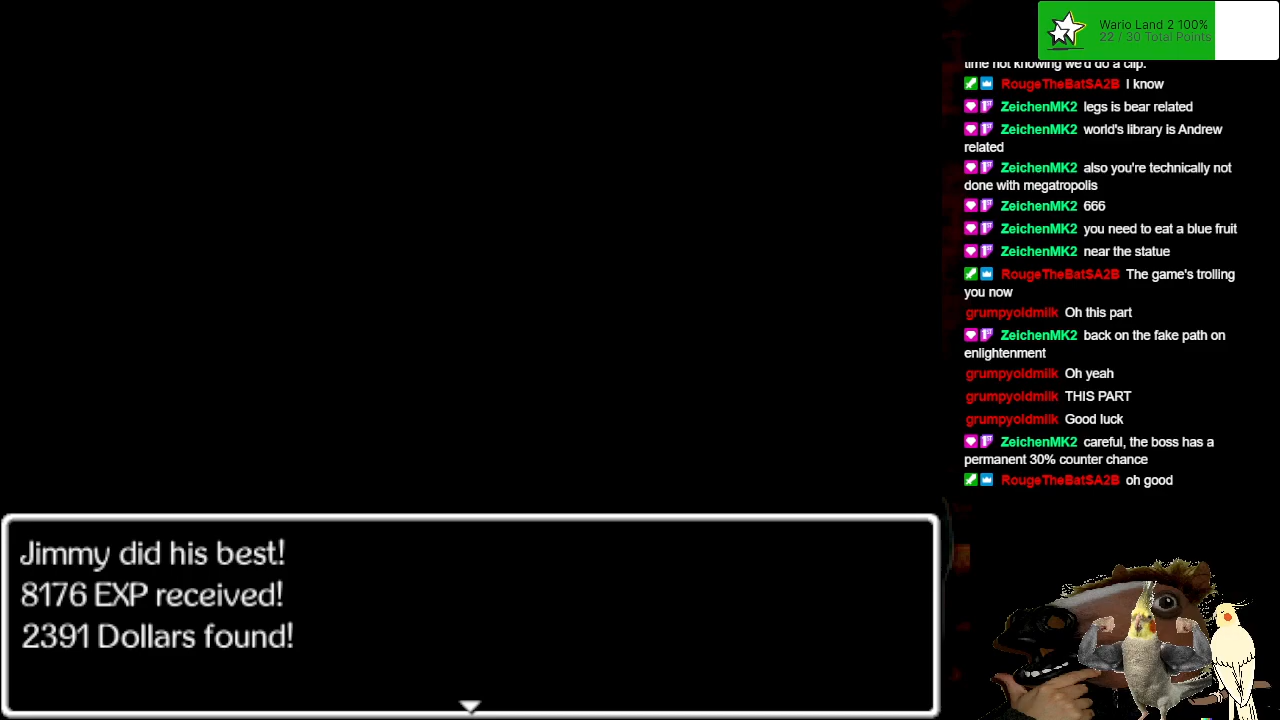 Wario Land 2 100%
22 / 30 Total Points
time not knowing we'd do a clip.
RougeTheBatSA2B I know
ZeichenMK2 legs is bear related
ZeichenMK2 world's library is Andrew
related
ZeichenMK2 also you're technically not
done with megatropolis
ZeichenMK2 666
ZeichenMK2 you need to eat a blue fruit
ZeichenMK2 near the statue
RougeTheBatSA2B The game's trolling
you now
grumpyoldmilk Oh this part
ZeichenMK2 back on the fake path on
enlightenment
grumpyoldmilk Oh yeah
grumpyoldmilk THIS PART
grumpyoldmilk Good luck
ZeichenMK2 careful, the boss has a
permanent 30% counter chance
RougeTheBatSA2B oh good
Jimmy did his best!
8176 EXP received!
2391 Dollars found!